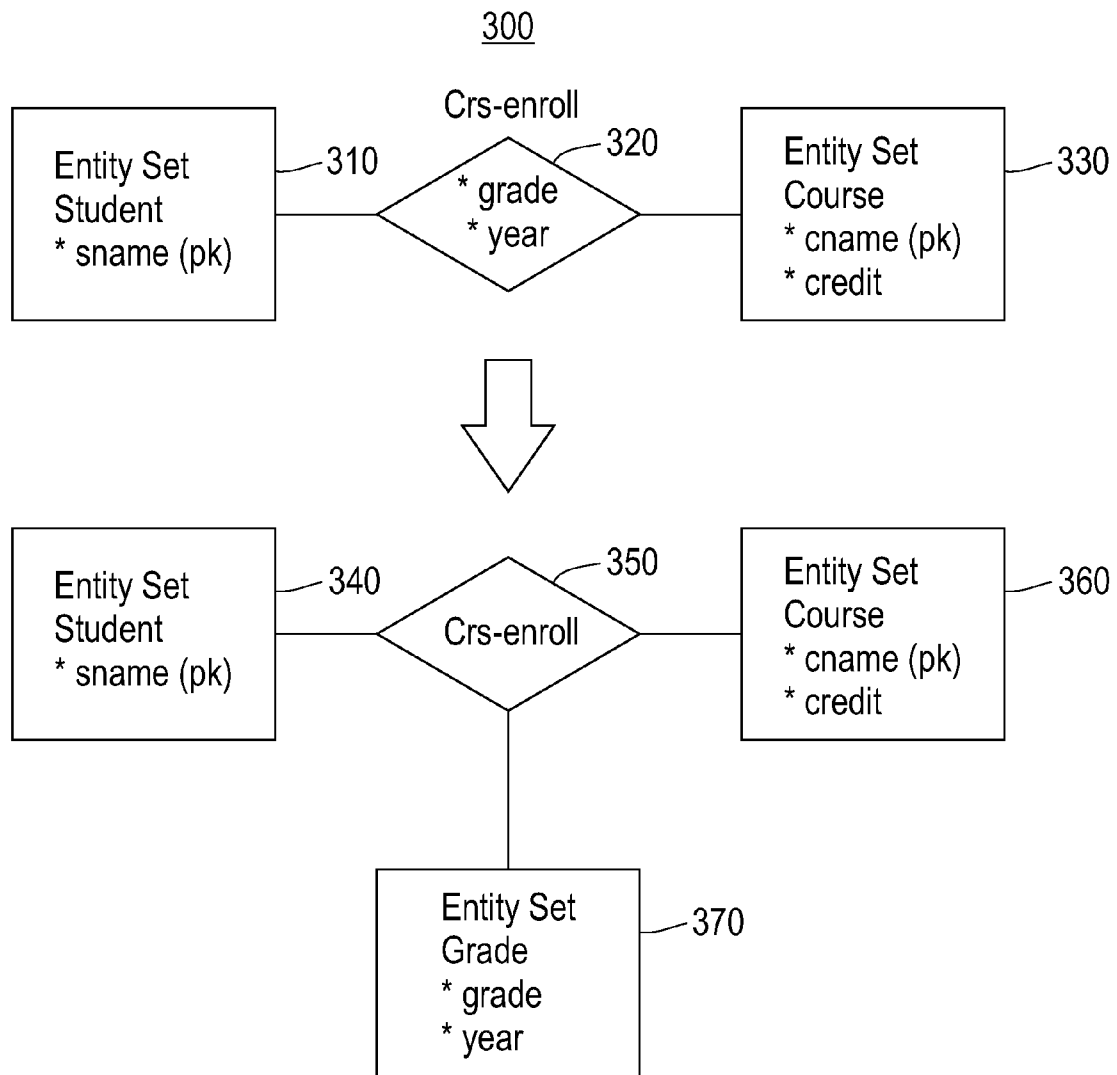 300
Crs-enroll
Entity Set
Student
* sname (pk)
310
* grade
* year
320
Entity Set
Course
* cname (pk)
* credit
330
Entity Set
Student
* sname (pk)
340
Crs-enroll
350
Entity Set
Course
* cname (pk)
* credit
360
Entity Set
Grade
* grade
* year
370